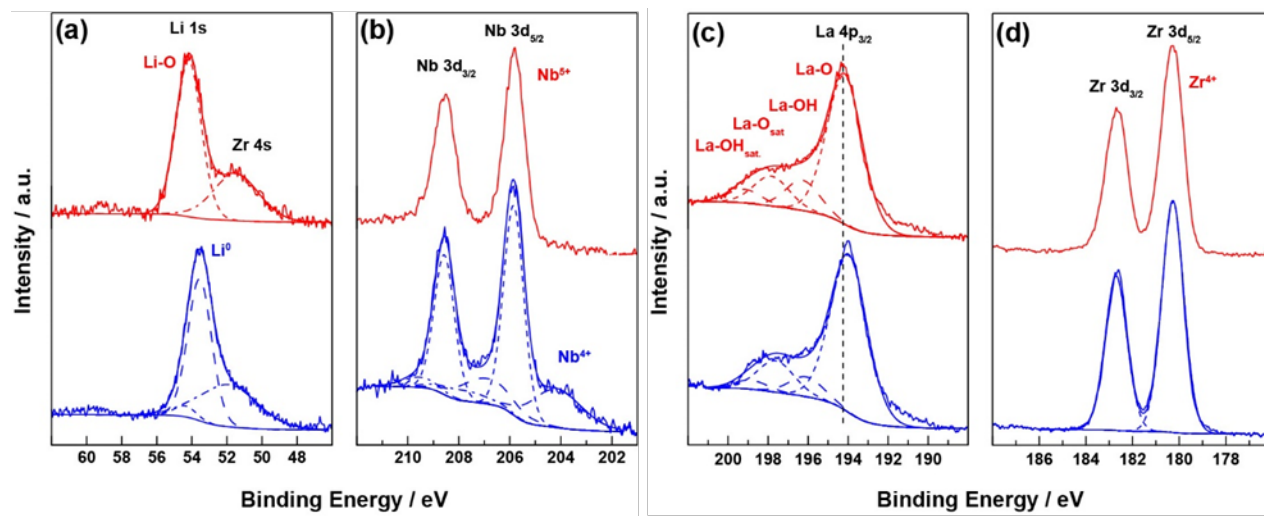 (a)
Li 1s
Li-O
Zr 4s
Li⁰
(b)
Nb 3d₅/₂
Nb 3d₃/₂
Nb⁵⁺
Nb⁴⁺
(c)
La 4p₃/₂
La-O
La-OH
La-Oₛₐₜ
La-OHₛₐₜ.
(d)
Zr 3d₅/₂
Zr 3d₃/₂
Zr⁴⁺
Intensity / a.u.
Intensity / a.u.
60 58 56 54 52 50 48
210 208 206 204 202
200 198 196 194 192 190
186 184 182 180 178
Binding Energy / eV
Binding Energy / eV